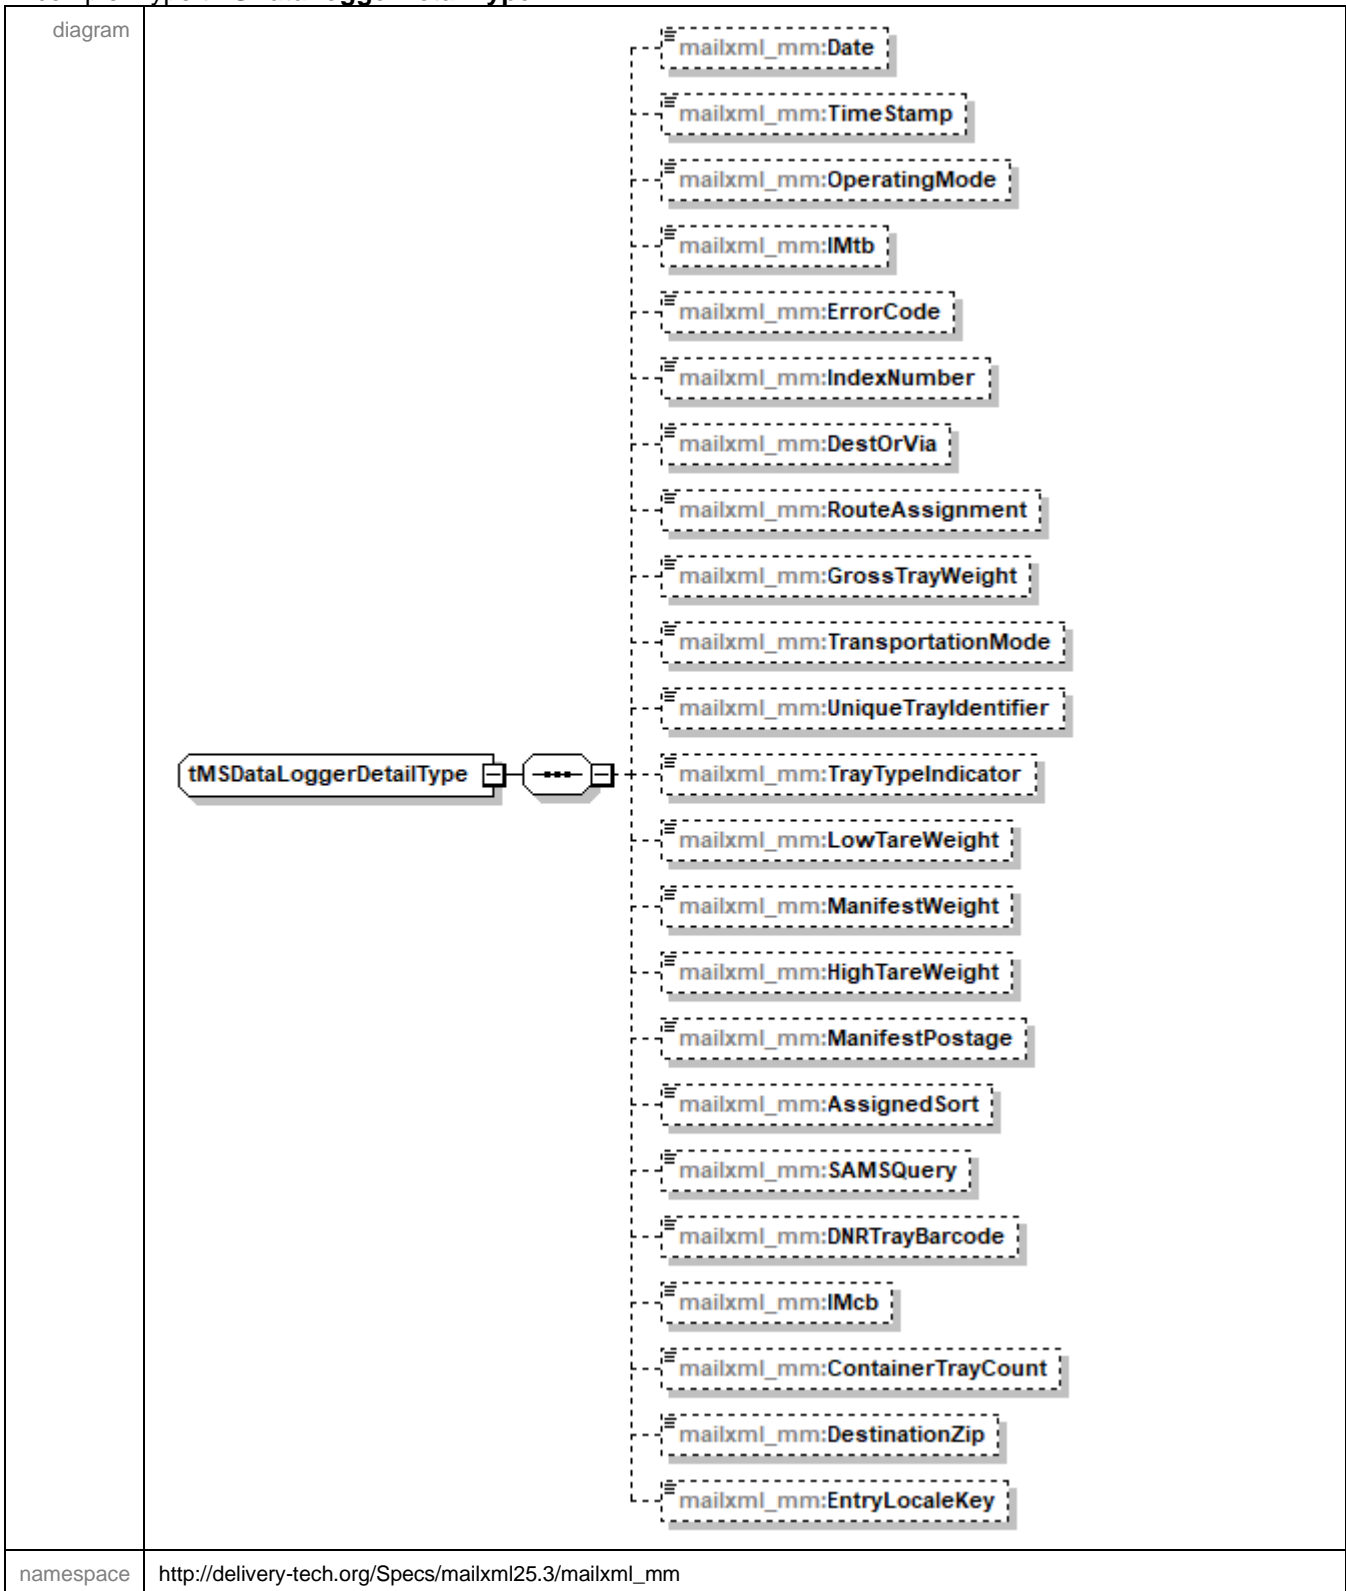 diagram
mailxml_mm:Date
mailxml_mm:TimeStamp
mailxml_mm:OperatingMode
mailxml_mm:IMtb
mailxml_mm:ErrorCode
mailxml_mm:IndexNumber
mailxml_mm:DestOrVia
mailxml_mm:RouteAssignment
mailxml_mm:GrossTrayWeight
mailxml_mm:TransportationMode
mailxml_mm:UniqueTrayIdentifier
tMSDataLoggerDetailType
mailxml_mm:TrayTypeIndicator
mailxml_mm:LowTareWeight
mailxml_mm:ManifestWeight
mailxml_mm:HighTareWeight
mailxml_mm:ManifestPostage
mailxml_mm:AssignedSort
mailxml_mm:SAMSQuery
mailxml_mm:DNRTrayBarcode
mailxml_mm:IMcb
mailxml_mm:ContainerTrayCount
mailxml_mm:DestinationZip
mailxml_mm:EntryLocaleKey
namespace http://delivery-tech.org/Specs/mailxml25.3/mailxml_mm